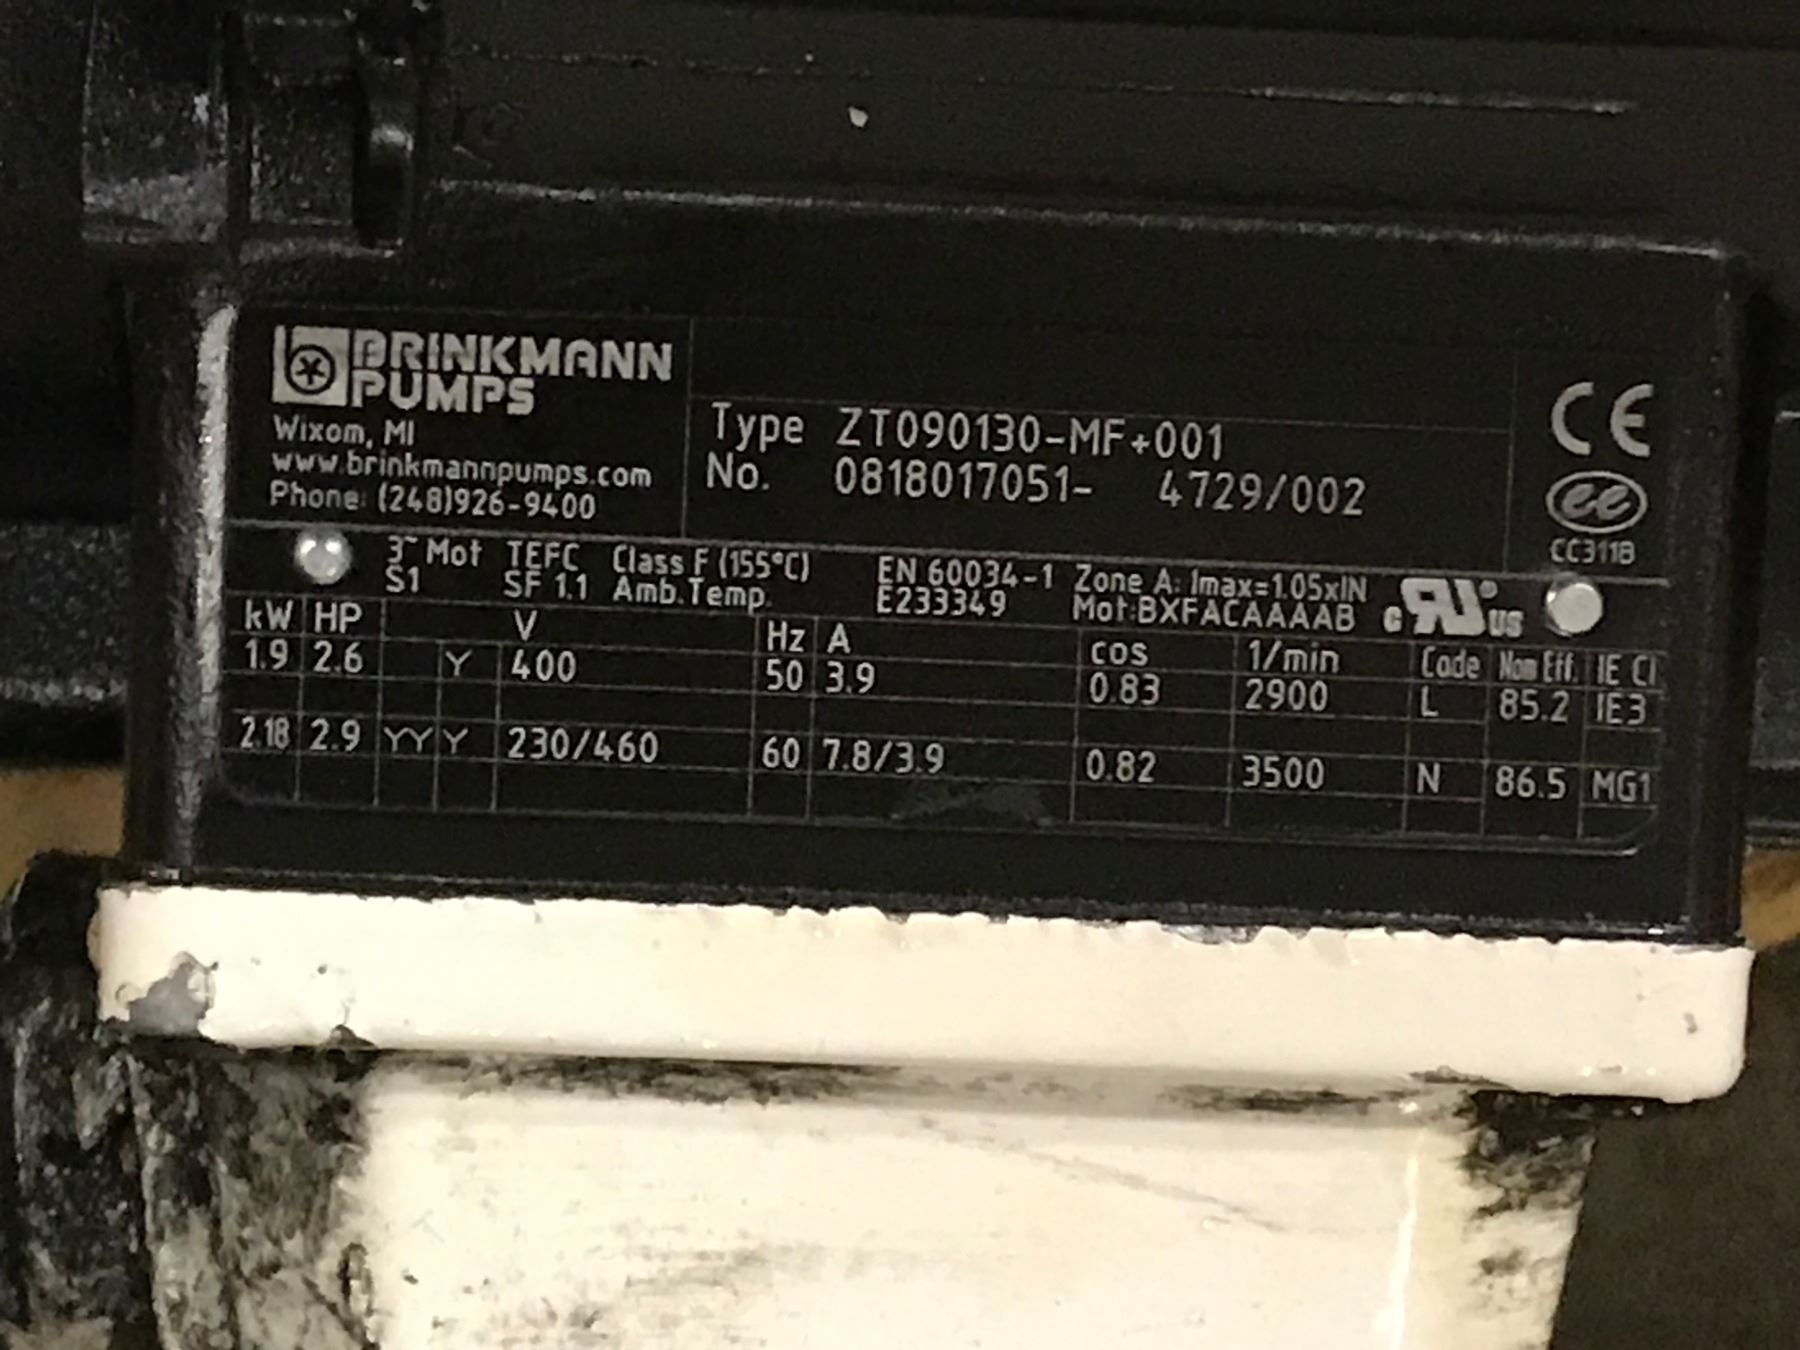 BRINKMANN
PUMPS
Wixom, MI
www.brinkmannpumps.com
Phone: (248)926-9400
Type ZT090130-MF+001
No. 0818017051- 4729/002
CE
ee
CC311B
3~ Mot TEFC Class F (155°C) EN 60034-1 Zone A: Imax=1.05xIN
S1 SF 1.1 Amb.Temp. E233349 Mot:BXFACAAAAB c RU us
kW HP V Hz A cos 1/min Code Nom Eff. IE Cl
1.9 2.6 Y 400 50 3.9 0.83 2900 L 85.2 IE3
2.18 2.9 YY Y 230/460 60 7.8/3.9 0.82 3500 N 86.5 MG1